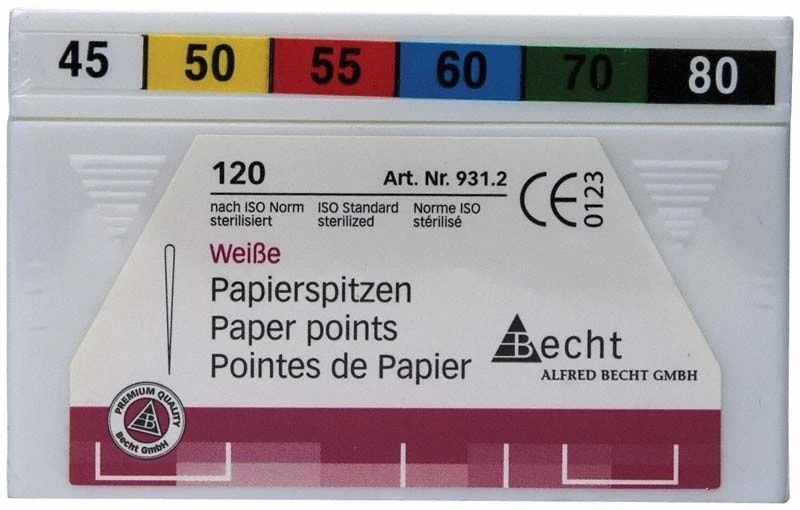 45 50 55 60 70 80
120 Art. Nr. 931.2
nach ISO Norm ISO Standard Norme ISO
sterilisiert sterilized stérilisé
CE 0123
Weiße
Papierspitzen
Paper points
Pointes de Papier
Becht
ALFRED BECHT GMBH
PREMIUM QUALITY
B
Becht GmbH